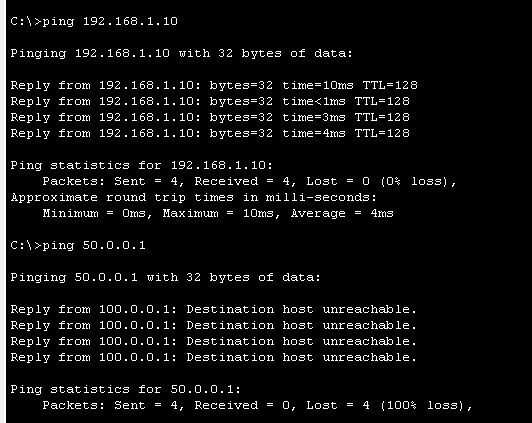 C:\>ping 192.168.1.10
Pinging 192.168.1.10 with 32 bytes of data:
Reply from 192.168.1.10: bytes=32 time=10ms TTL=128
Reply from 192.168.1.10: bytes=32 time<1ms TTL=128
Reply from 192.168.1.10: bytes=32 time=3ms TTL=128
Reply from 192.168.1.10: bytes=32 time=4ms TTL=128
Ping statistics for 192.168.1.10:
    Packets: Sent = 4, Received = 4, Lost = 0 (0% loss),
Approximate round trip times in milli-seconds:
    Minimum = 0ms, Maximum = 10ms, Average = 4ms
C:\>ping 50.0.0.1
Pinging 50.0.0.1 with 32 bytes of data:
Reply from 100.0.0.1: Destination host unreachable.
Reply from 100.0.0.1: Destination host unreachable.
Reply from 100.0.0.1: Destination host unreachable.
Reply from 100.0.0.1: Destination host unreachable.
Ping statistics for 50.0.0.1:
    Packets: Sent = 4, Received = 0, Lost = 4 (100% loss),